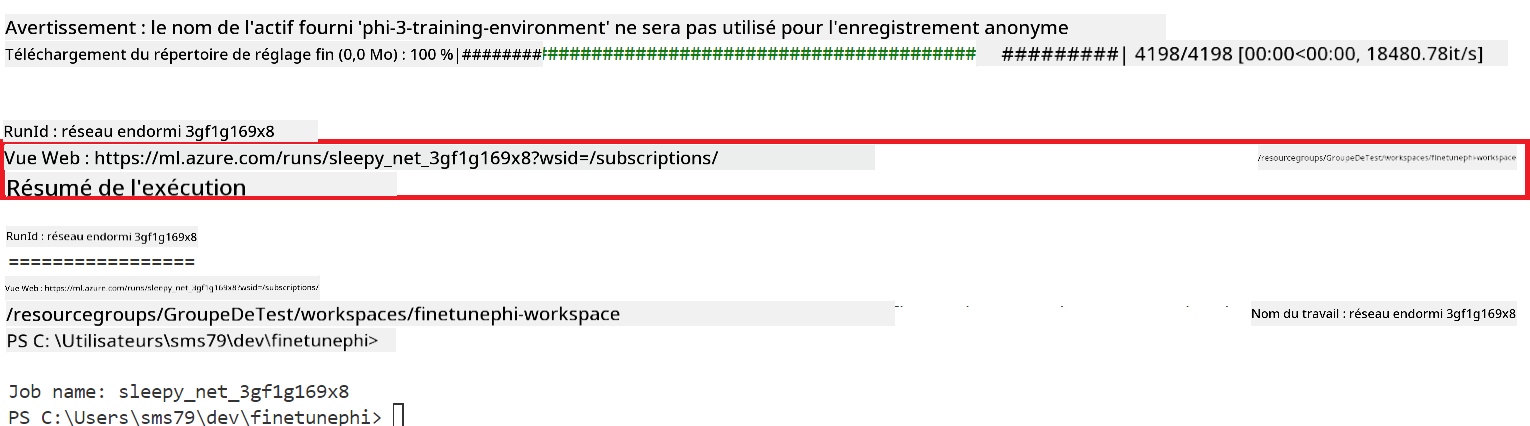 Avertissement : le nom de l'actif fourni 'phi-3-training-environment' ne sera pas utilisé pour l'enregistrement anonyme
Téléchargement du répertoire de réglage fin (0,0 Mo) : 100 %|############################################ #########| 4198/4198 [00:00<00:00, 18480.78it/s]
RunId : réseau endormi 3gf1g169x8
Vue Web : https://ml.azure.com/runs/sleepy_net_3gf1g169x8?wsid=/subscriptions/ /resourcegroups/GroupeDeTest/workspaces/finetunephi-workspace
Résumé de l'exécution
RunId : réseau endormi 3gf1g169x8
=================
Vue Web : https://ml.azure.com/runs/sleepy_net_3gf1g169x8?wsid=/subscriptions/
/resourcegroups/GroupeDeTest/workspaces/finetunephi-workspace Nom du travail : réseau endormi 3gf1g169x8
PS C: \Utilisateurs\sms79\dev\finetunephi>
Job name: sleepy_net_3gf1g169x8
PS C:\Users\sms79\dev\finetunephi>